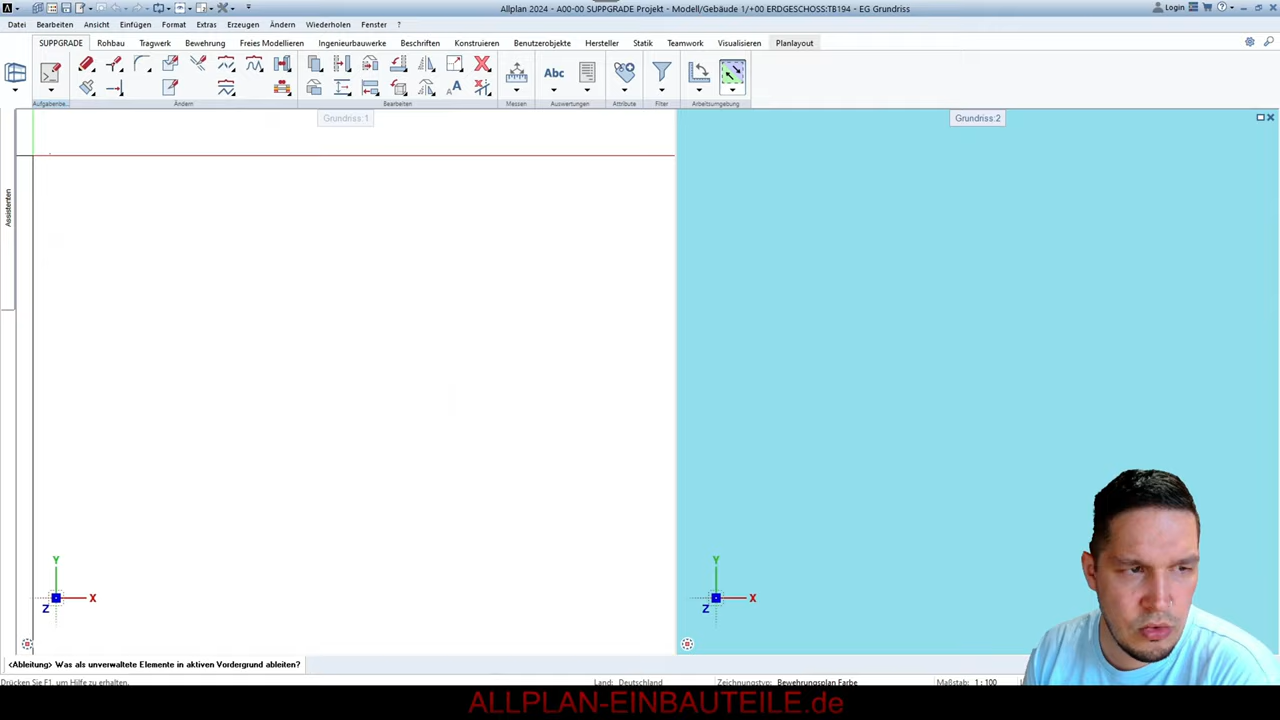 Allplan 2024 - A00-00 SUPPGRADE Projekt - Modell/Gebäude 1/+00 ERDGESCHOSS:TB194 - EG Grundriss
Login
Datei Bearbeiten Ansicht Einfügen Format Extras Erzeugen Ändern Wiederholen Fenster ?
SUPPGRADE Rohbau Tragwerk Bewehrung Freies Modellieren Ingenieurbauwerke Beschriften Konstruieren Benutzerobjekte Hersteller Statik Teamwork Visualisieren Planlayout
Abc
A
Aufgabenbe... Ändern Bearbeiten Messen Auswertungen Attribute Filter Arbeitsumgebung
Grundriss:1
Grundriss:2
Assistenten
Y
X
Z
Y
X
Z
<Ableitung> Was als unverwaltete Elemente in aktiven Vordergrund ableiten?
Drücken Sie F1, um Hilfe zu erhalten.
Land: Deutschland
Zeichnungstyp: Bewehrungsplan Farbe
Maßstab: 1 : 100
ALLPLAN-EINBAUTEILE.de